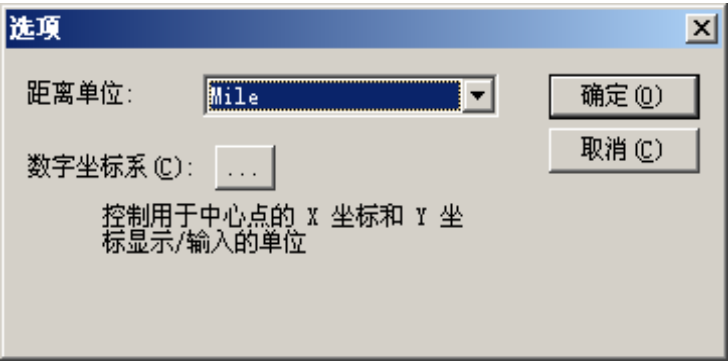 选项
距离单位:
Mile
确定(O)
数字坐标系(C):
...
取消(C)
控制用于中心点的 X 坐标和 Y 坐
标显示/输入的单位